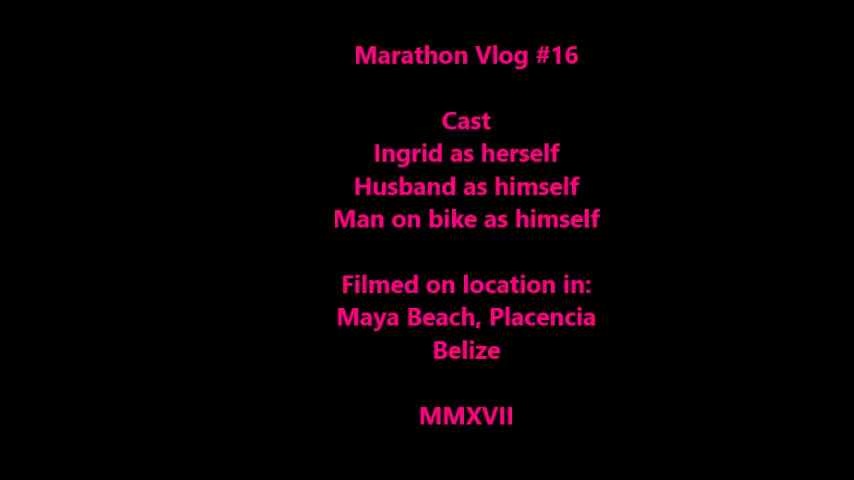 Marathon Vlog #16
Cast
Ingrid as herself
Husband as himself
Man on bike as himself
Filmed on location in:
Maya Beach, Placencia
Belize
MMXVII